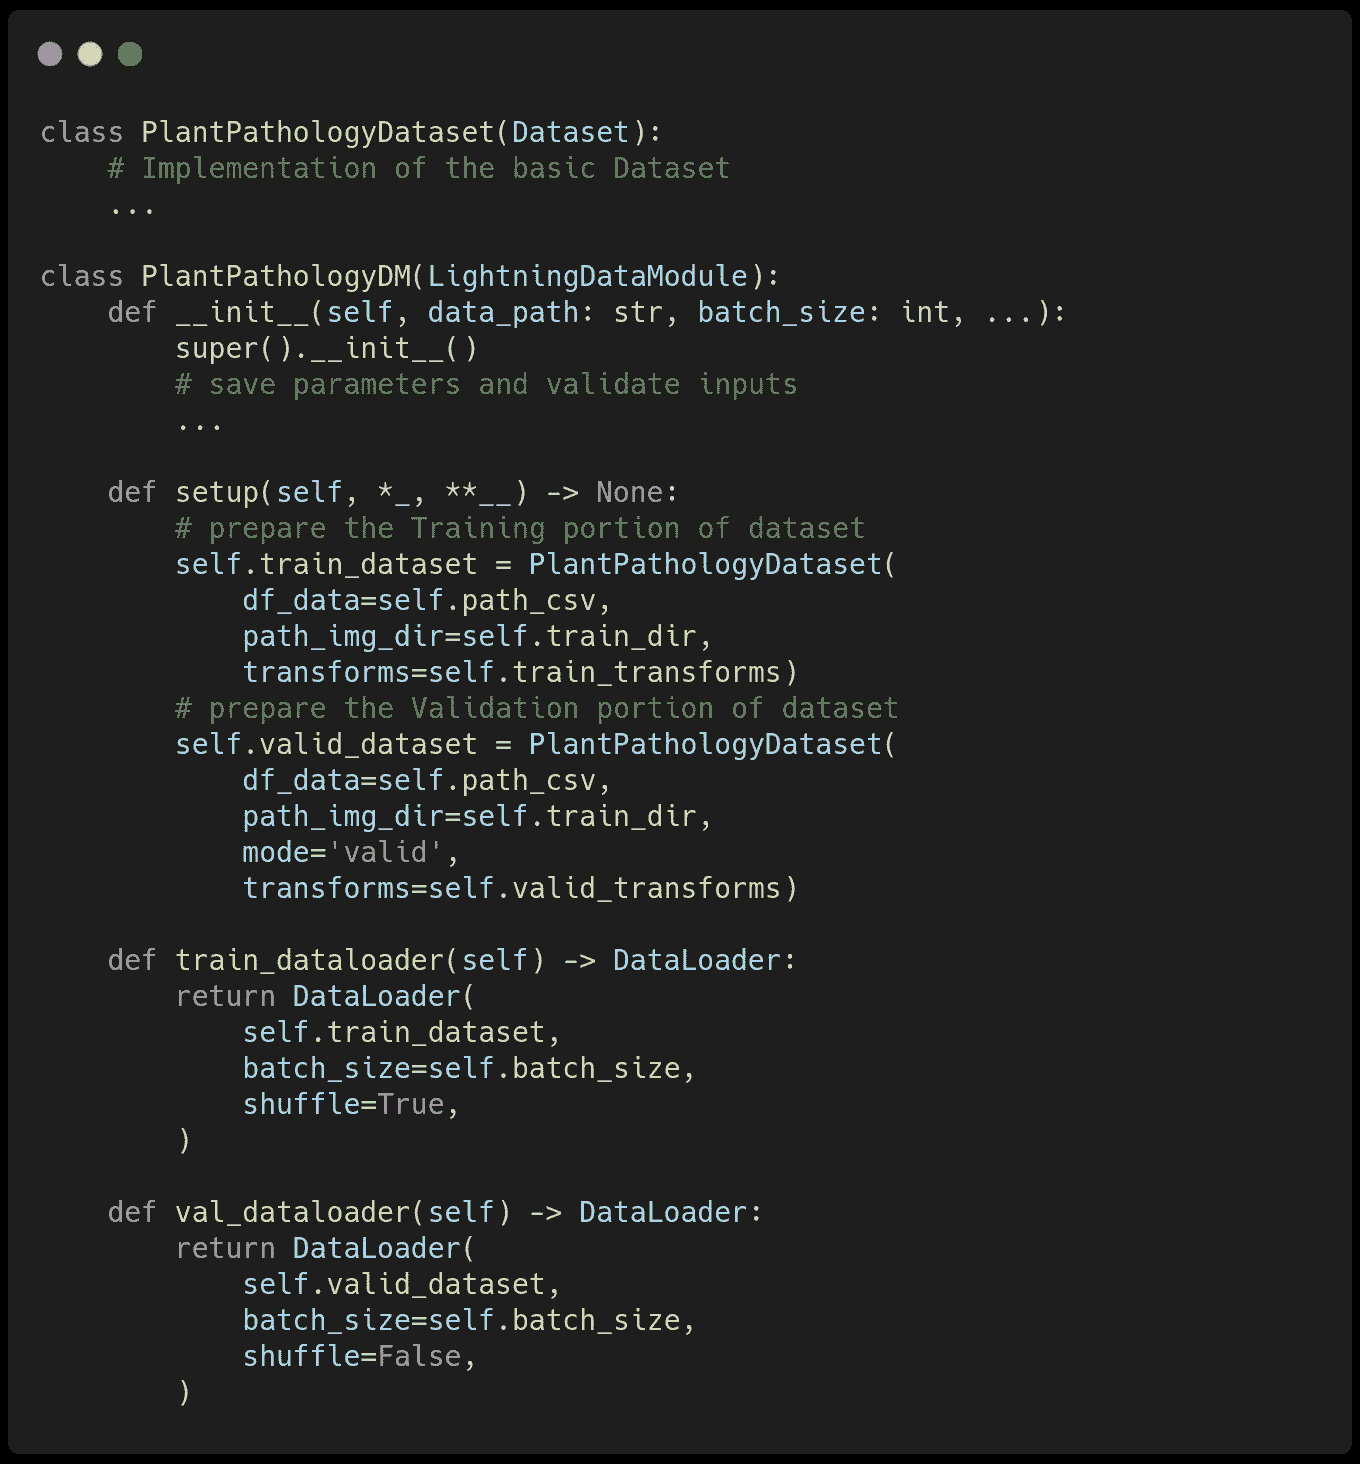 class PlantPathologyDataset(Dataset):
    # Implementation of the basic Dataset
    ...

class PlantPathologyDM(LightningDataModule):
    def __init__(self, data_path: str, batch_size: int, ...):
        super().__init__()
        # save parameters and validate inputs
        ...

    def setup(self, *_, **__) -> None:
        # prepare the Training portion of dataset
        self.train_dataset = PlantPathologyDataset(
            df_data=self.path_csv,
            path_img_dir=self.train_dir,
            transforms=self.train_transforms)
        # prepare the Validation portion of dataset
        self.valid_dataset = PlantPathologyDataset(
            df_data=self.path_csv,
            path_img_dir=self.train_dir,
            mode='valid',
            transforms=self.valid_transforms)

    def train_dataloader(self) -> DataLoader:
        return DataLoader(
            self.train_dataset,
            batch_size=self.batch_size,
            shuffle=True,
        )

    def val_dataloader(self) -> DataLoader:
        return DataLoader(
            self.valid_dataset,
            batch_size=self.batch_size,
            shuffle=False,
        )